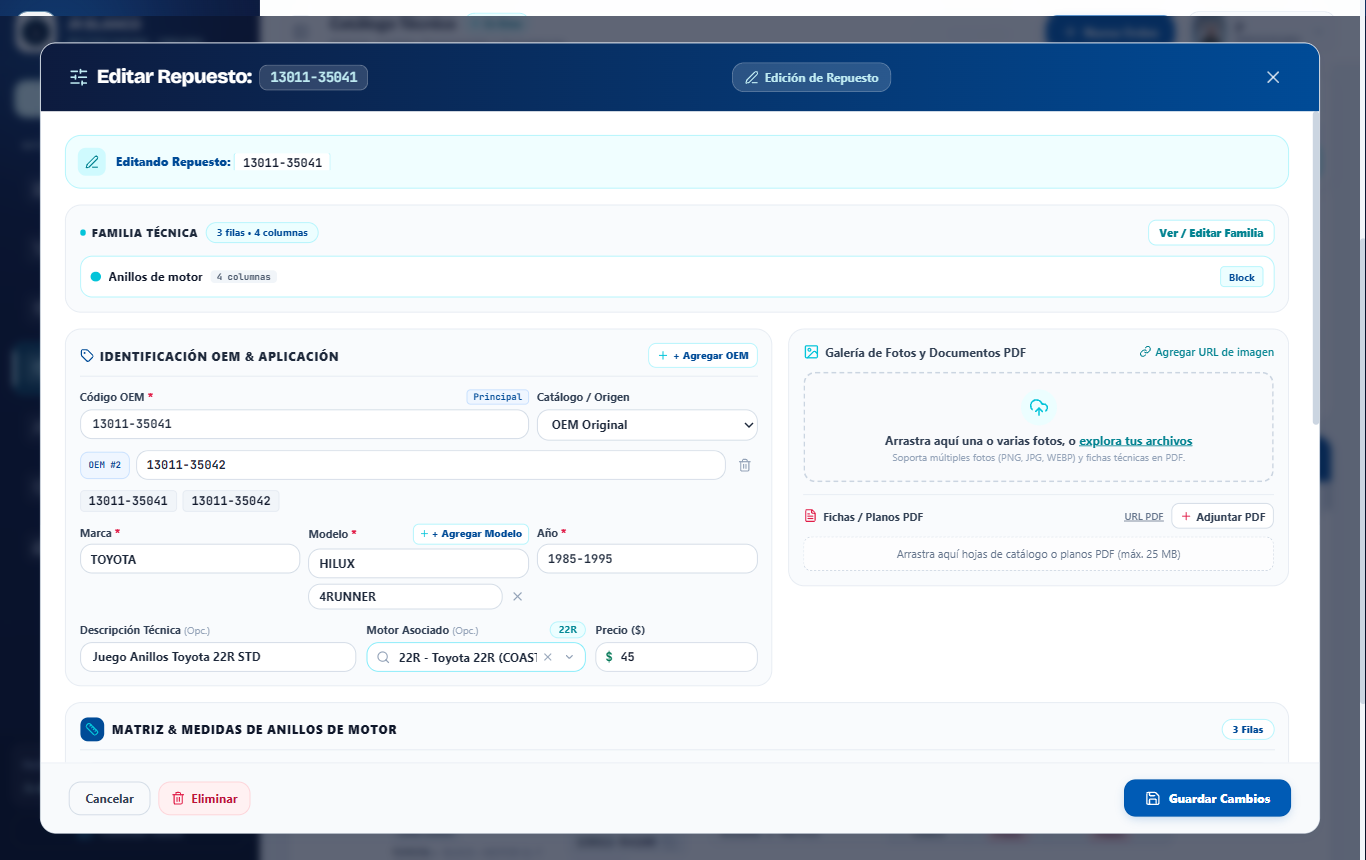 Editar Repuesto: 13011-35041
Edición de Repuesto
Editando Repuesto: 13011-35041
FAMILIA TÉCNICA 3 filas • 4 columnas
Ver / Editar Familia
Anillos de motor 4 columnas
Block
IDENTIFICACIÓN OEM & APLICACIÓN
+ + Agregar OEM
Código OEM * Principal
13011-35041
Catálogo / Origen
OEM Original
OEM #2 13011-35042
13011-35041 13011-35042
Marca *
TOYOTA
Modelo * + + Agregar Modelo
HILUX
4RUNNER
Año *
1985-1995
Descripción Técnica (Opc.)
Juego Anillos Toyota 22R STD
Motor Asociado (Opc.) 22R
22R - Toyota 22R (COAST
Precio ($)
$ 45
Galería de Fotos y Documentos PDF
Agregar URL de imagen
Arrastra aquí una o varias fotos, o explora tus archivos
Soporta múltiples fotos (PNG, JPG, WEBP) y fichas técnicas en PDF.
Fichas / Planos PDF
URL PDF
+ Adjuntar PDF
Arrastra aquí hojas de catálogo o planos PDF (máx. 25 MB)
MATRIZ & MEDIDAS DE ANILLOS DE MOTOR
3 Filas
Cancelar
Eliminar
Guardar Cambios